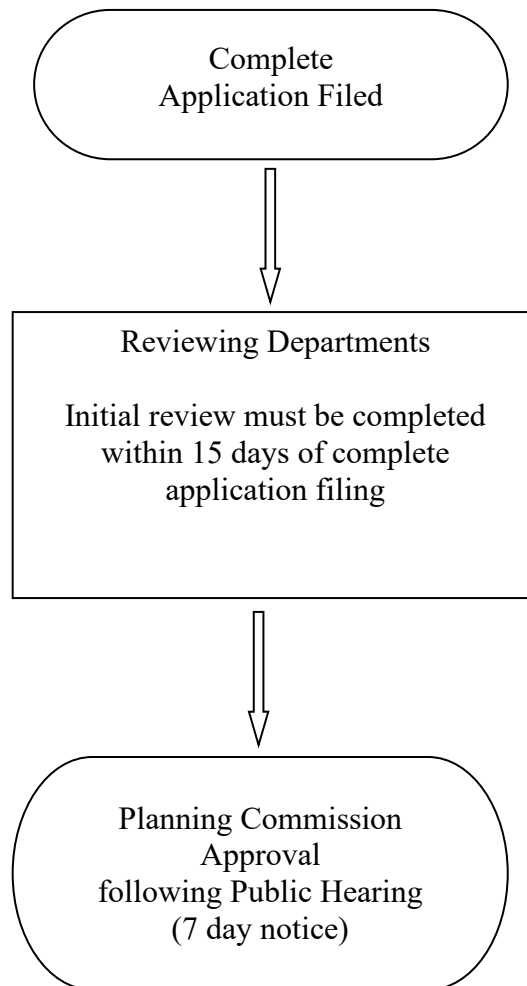 Complete
Application Filed
Reviewing Departments
Initial review must be completed
within 15 days of complete
application filing
Planning Commission
Approval
following Public Hearing
(7 day notice)